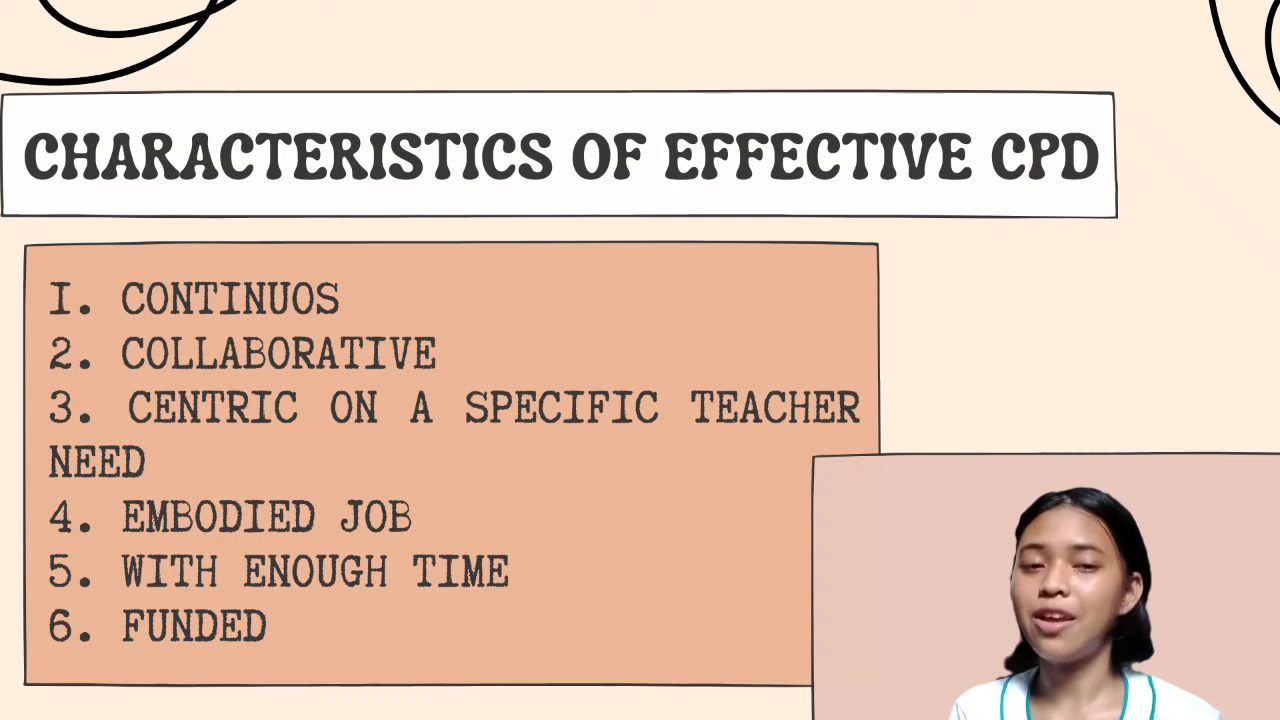 CHARACTERISTICS OF EFFECTIVE CPD
1. CONTINUOS
2. COLLABORATIVE
3. CENTRIC ON A SPECIFIC TEACHER
NEED
4. EMBODIED JOB
5. WITH ENOUGH TIME
6. FUNDED